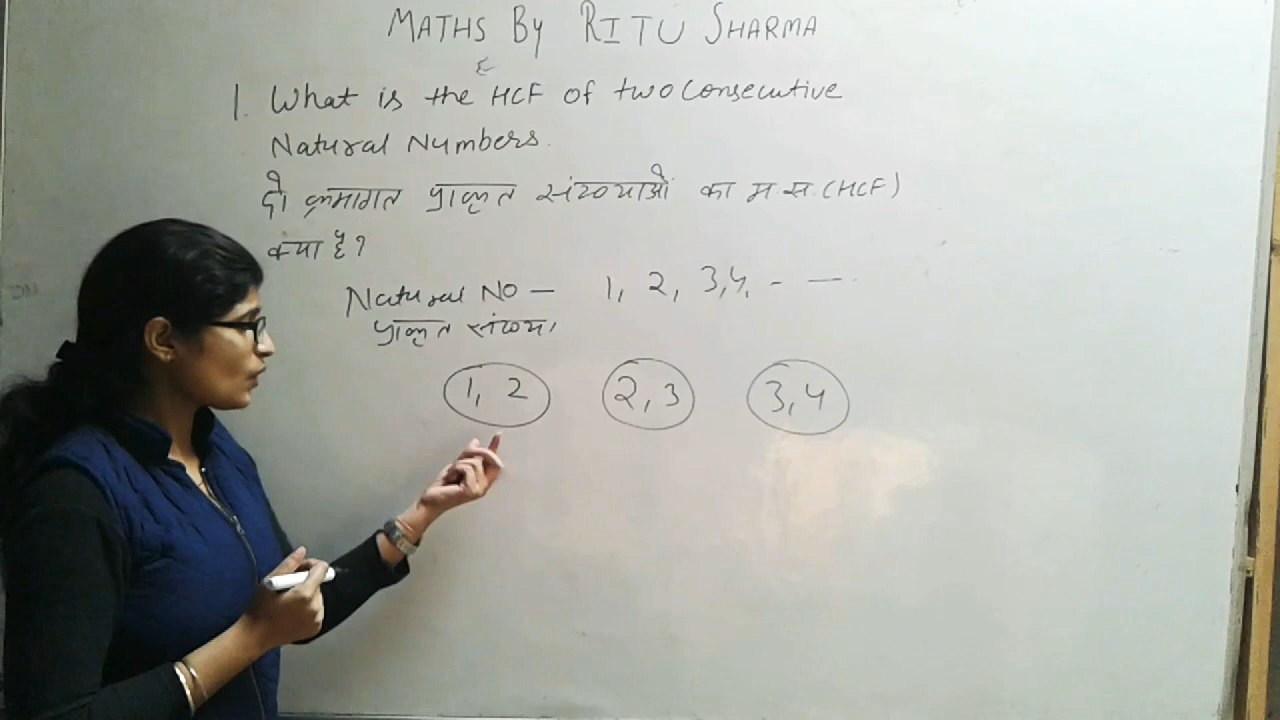 MATHS By RITU SHARMA
1. What is the HCF of two Consecutive
Natural Numbers.
दो क्रमागत प्राकृत संख्याओं का म.स. (HCF)
क्या है?
Natural No — 1, 2, 3,4, - —
प्राकृत संख्या
1, 2 2, 3 3, 4